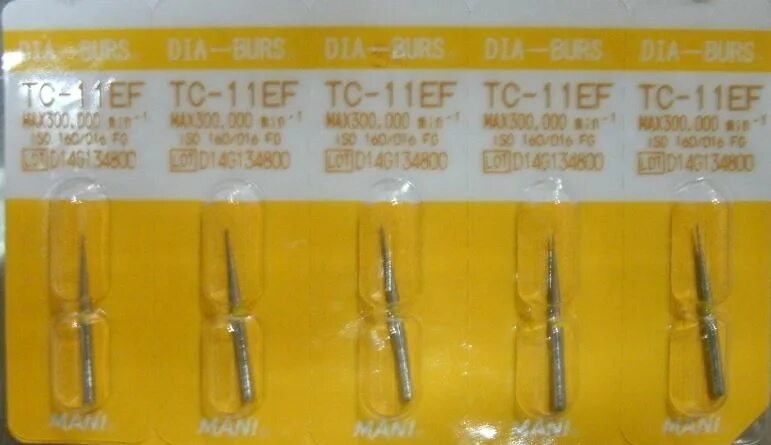 DIA-BURS DIA-BURS DIA-BURS DIA-BURS DIA-BURS
TC-11EF TC-11EF TC-11EF TC-11EF TC-11EF
MAX300,000 min⁻¹ MAX300,000 min⁻¹ MAX300,000 min⁻¹ MAX300,000 min⁻¹ MAX300,000 min⁻¹
ISO 160/016 FG ISO 160/016 FG ISO 160/016 FG ISO 160/016 FG ISO 160/016 FG
LOT D14G134800 LOT D14G134800 LOT D14G134800 LOT D14G134800 LOT D14G134800
MANI MANI MANI MANI MANI